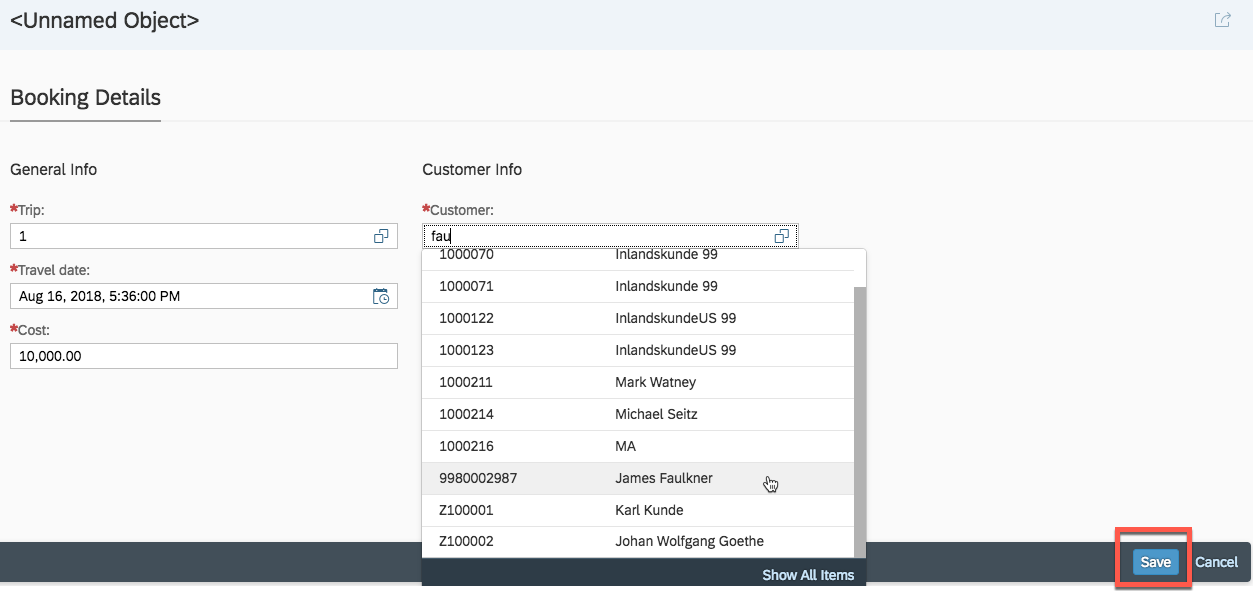 <Unnamed Object>
Booking Details
General Info
*Trip:
1
*Travel date:
Aug 16, 2018, 5:36:00 PM
*Cost:
10,000.00
Customer Info
*Customer:
fau
1000070 Inlandskunde 99
1000071 Inlandskunde 99
1000122 InlandskundeUS 99
1000123 InlandskundeUS 99
1000211 Mark Watney
1000214 Michael Seitz
1000216 MA
9980002987 James Faulkner
Z100001 Karl Kunde
Z100002 Johan Wolfgang Goethe
Show All Items
Save Cancel